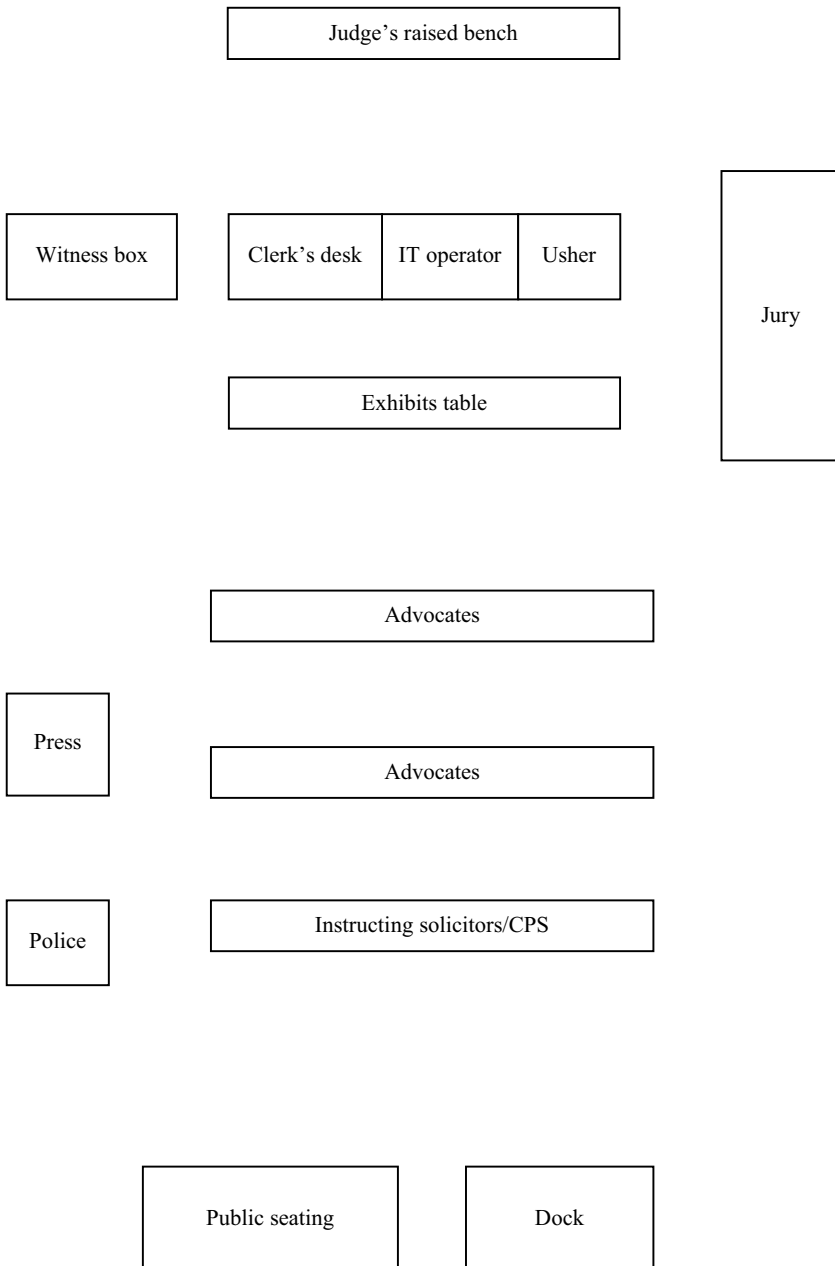 Judge’s raised bench
Witness box
Clerk’s desk
IT operator
Usher
Jury
Exhibits table
Advocates
Press
Advocates
Police
Instructing solicitors/CPS
Public seating
Dock